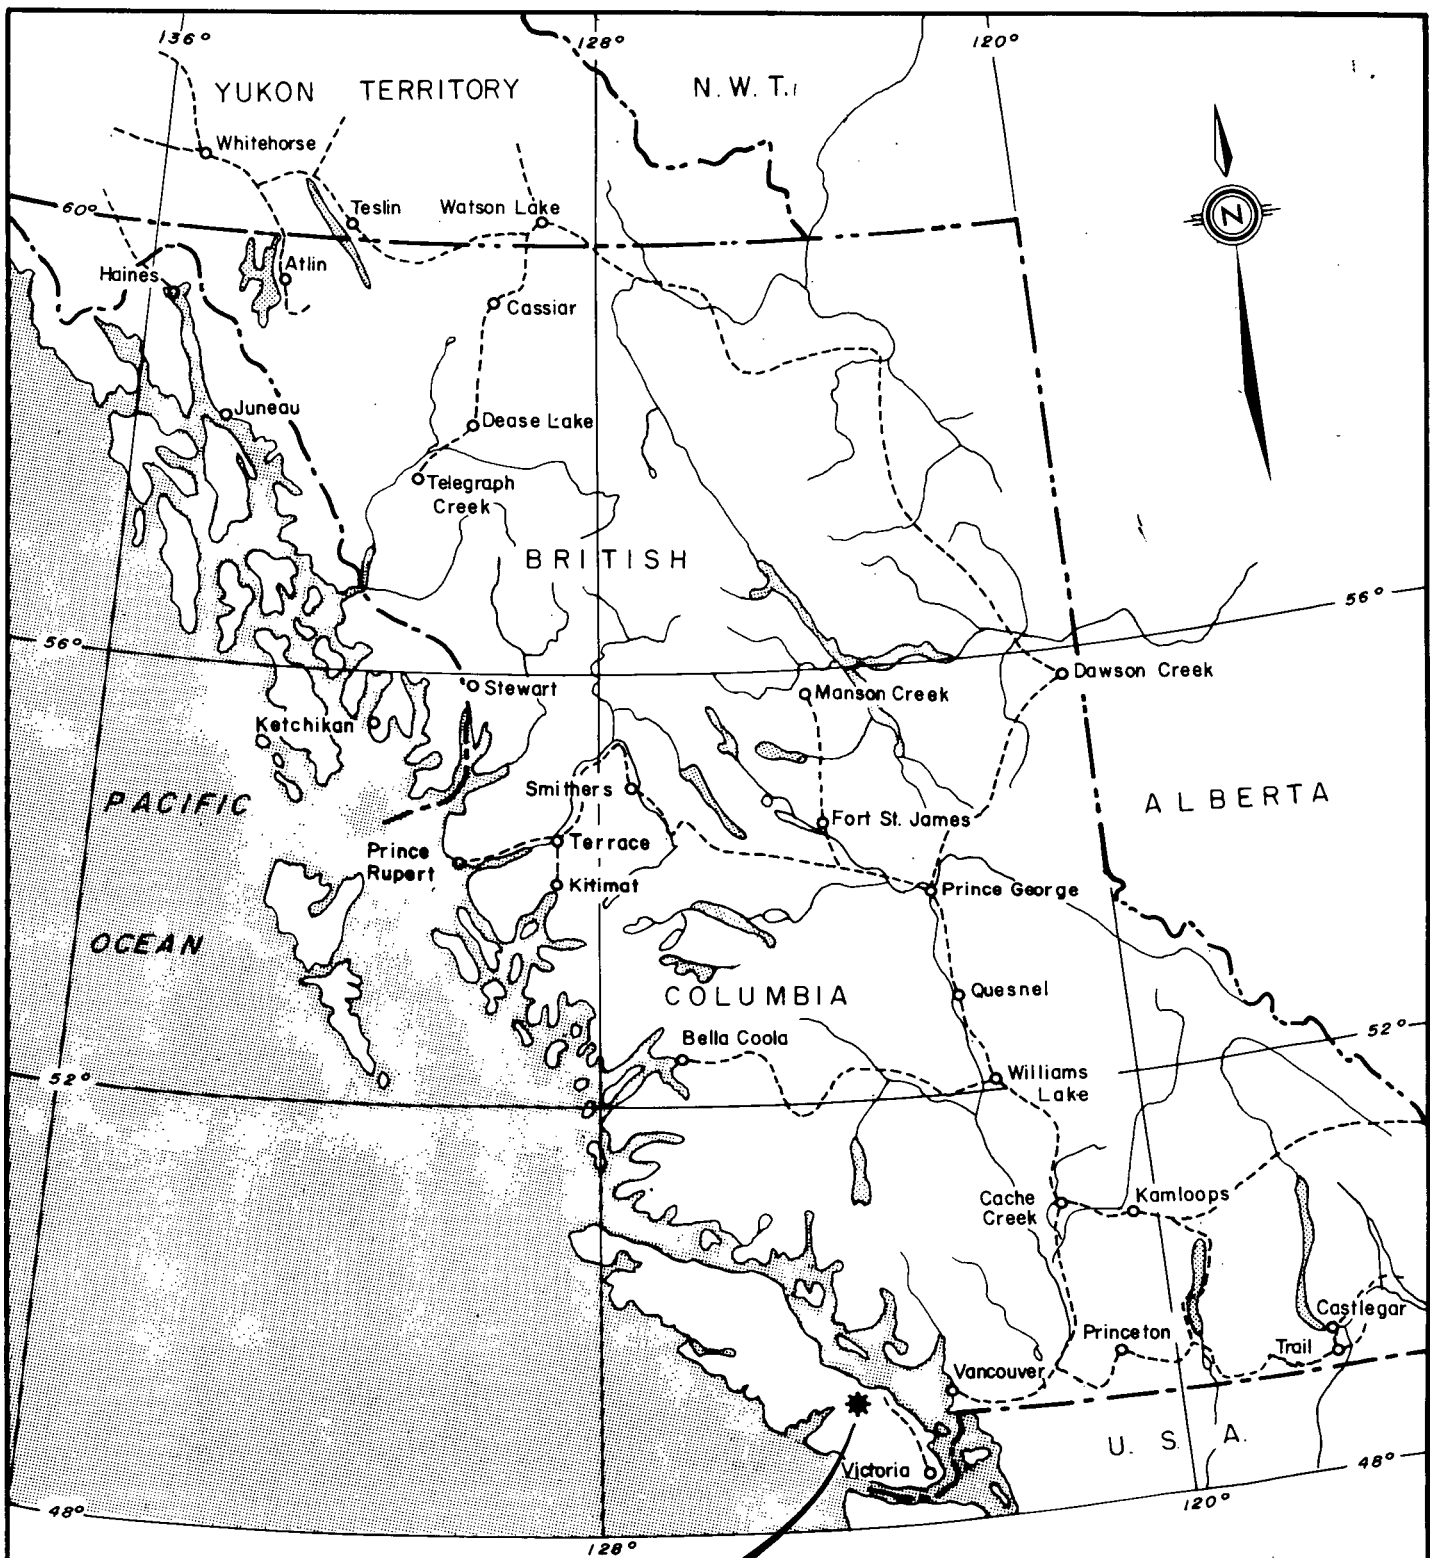 136°
128°
120°
YUKON TERRITORY
N.W.T.
Whitehorse
60°
Teslin
Watson Lake
N
Haines
Atlin
Cassiar
Juneau
Dease Lake
Telegraph
Creek
BRITISH
56°
56°
Stewart
Manson Creek
Dawson Creek
Ketchikan
PACIFIC
Smithers
ALBERTA
Fort St. James
Prince
Rupert
Terrace
Kitimat
Prince George
OCEAN
COLUMBIA
Quesnel
Bella Coola
52°
52°
Williams
Lake
Cache
Creek
Kamloops
Castlegar
Princeton
Trail
Vancouver
U. S. A.
Victoria
48°
48°
120°
128°